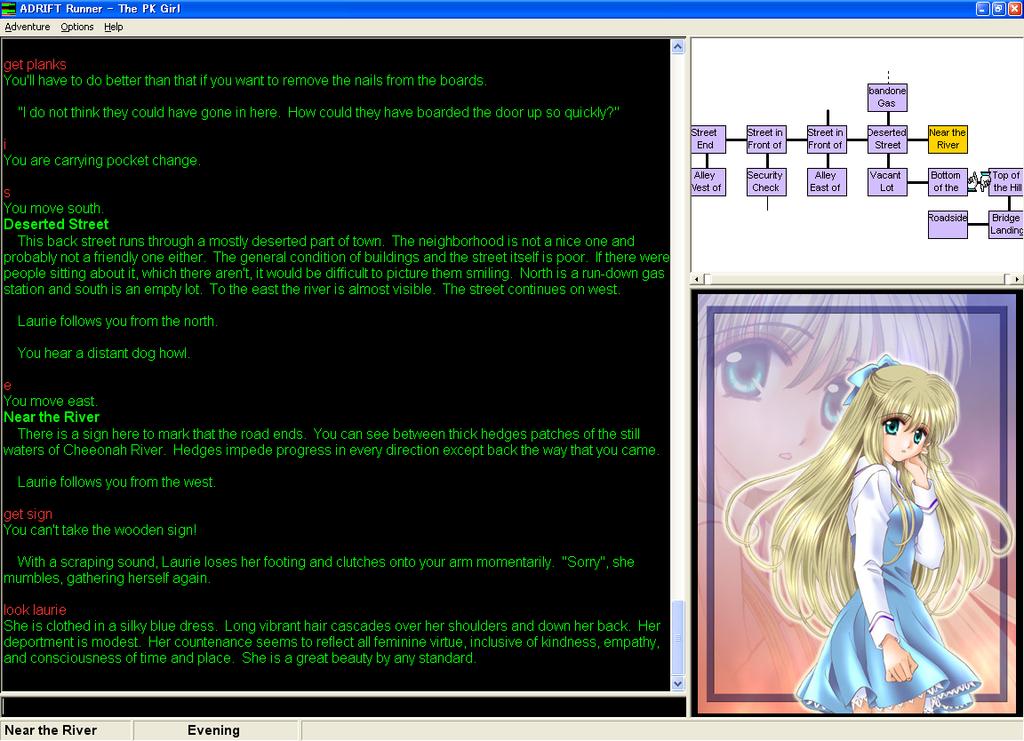 ADRIFT Runner - The PK Girl
Adventure Options Help
get planks
You'll have to do better than that if you want to remove the nails from the boards.
"I do not think they could have gone in here. How could they have boarded the door up so quickly?"
i
You are carrying pocket change.
s
You move south.
Deserted Street
This back street runs through a mostly deserted part of town. The neighborhood is not a nice one and
probably not a friendly one either. The general condition of buildings and the street itself is poor. If there were
people sitting about it, which there aren't, it would be difficult to picture them smiling. North is a run-down gas
station and south is an empty lot. To the east the river is almost visible. The street continues on west.
Laurie follows you from the north.
You hear a distant dog howl.
e
You move east.
Near the River
There is a sign here to mark that the road ends. You can see between thick hedges patches of the still
waters of Cheeonah River. Hedges impede progress in every direction except back the way that you came.
Laurie follows you from the west.
get sign
You can't take the wooden sign!
With a scraping sound, Laurie loses her footing and clutches onto your arm momentarily. "Sorry", she
mumbles, gathering herself again.
look laurie
She is clothed in a silky blue dress. Long vibrant hair cascades over her shoulders and down her back. Her
deportment is modest. Her countenance seems to reflect all feminine virtue, inclusive of kindness, empathy,
and consciousness of time and place. She is a great beauty by any standard.
bandone
Gas
Street
End
Street in
Front of
Street in
Front of
Deserted
Street
Near the
River
Alley
Vest of
Security
Check
Alley
East of
Vacant
Lot
Bottom
of the
Top of
the Hill
Roadside
Bridge
Landing
Near the River
Evening